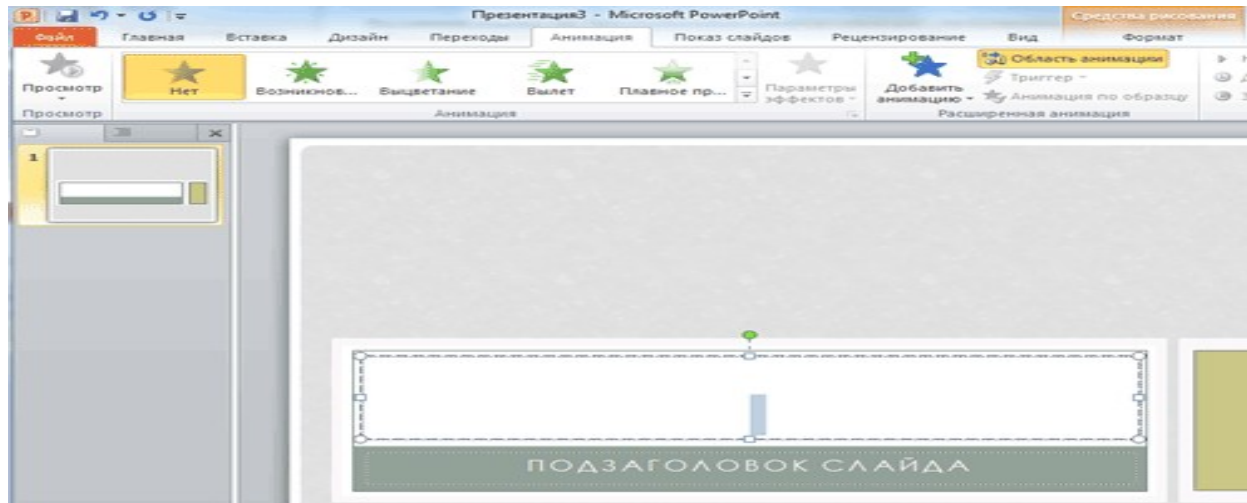 Презентация3 - Microsoft PowerPoint
Средства рисования
Файл Главная Вставка Дизайн Переходы Анимация Показ слайдов Рецензирование Вид Формат
Просмотр
Нет
Возникнов...
Выцветание
Вылет
Плавное пр...
Параметры
эффектов
Добавить
анимацию
Область анимации
Триггер
Анимация по образцу
Просмотр
Анимация
Расширенная анимация
1
ПОДЗАГОЛОВОК СЛАЙДА